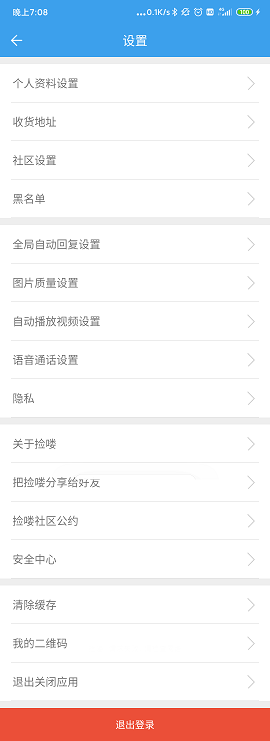 晚上7:08
...0.1K/s
4G
100
设置
个人资料设置
收货地址
社区设置
黑名单
全局自动回复设置
图片质量设置
自动播放视频设置
语音通话设置
隐私
关于捡喽
把捡喽分享给好友
捡喽社区公约
安全中心
清除缓存
我的二维码
退出关闭应用
退出登录